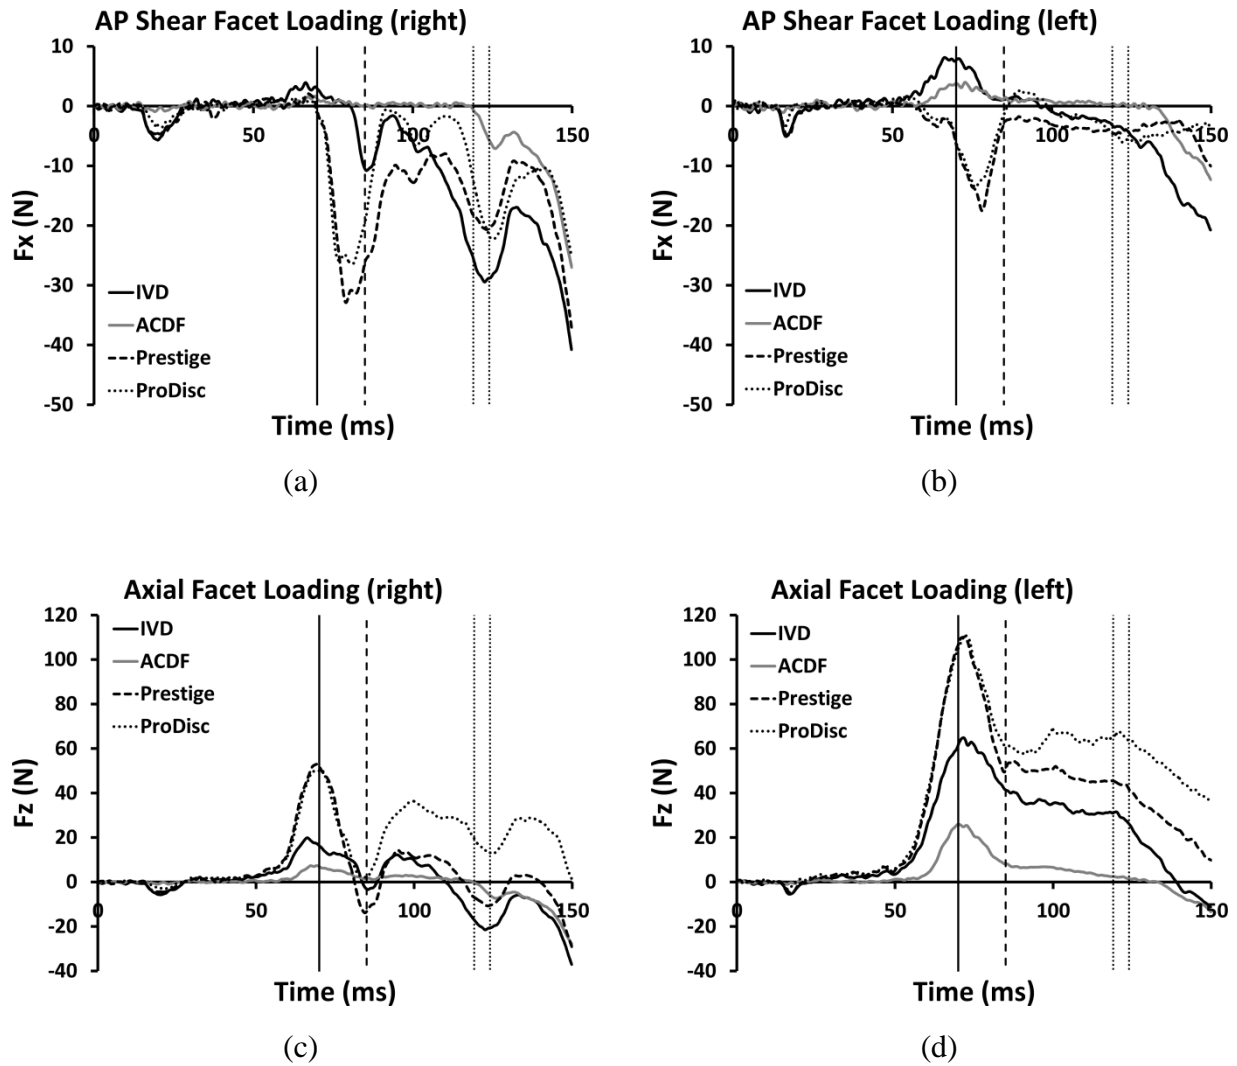 AP Shear Facet Loading (right)
10
0
-10
-20
-30
-40
-50
0
50
100
150
Fx (N)
IVD
ACDF
Prestige
ProDisc
Time (ms)
(a)
AP Shear Facet Loading (left)
10
0
-10
-20
-30
-40
-50
0
50
100
150
Fx (N)
IVD
ACDF
Prestige
ProDisc
Time (ms)
(b)
Axial Facet Loading (right)
120
100
80
60
40
20
0
-20
-40
0
50
100
150
Fz (N)
IVD
ACDF
Prestige
ProDisc
Time (ms)
(c)
Axial Facet Loading (left)
120
100
80
60
40
20
0
-20
-40
0
50
100
150
Fz (N)
IVD
ACDF
Prestige
ProDisc
Time (ms)
(d)